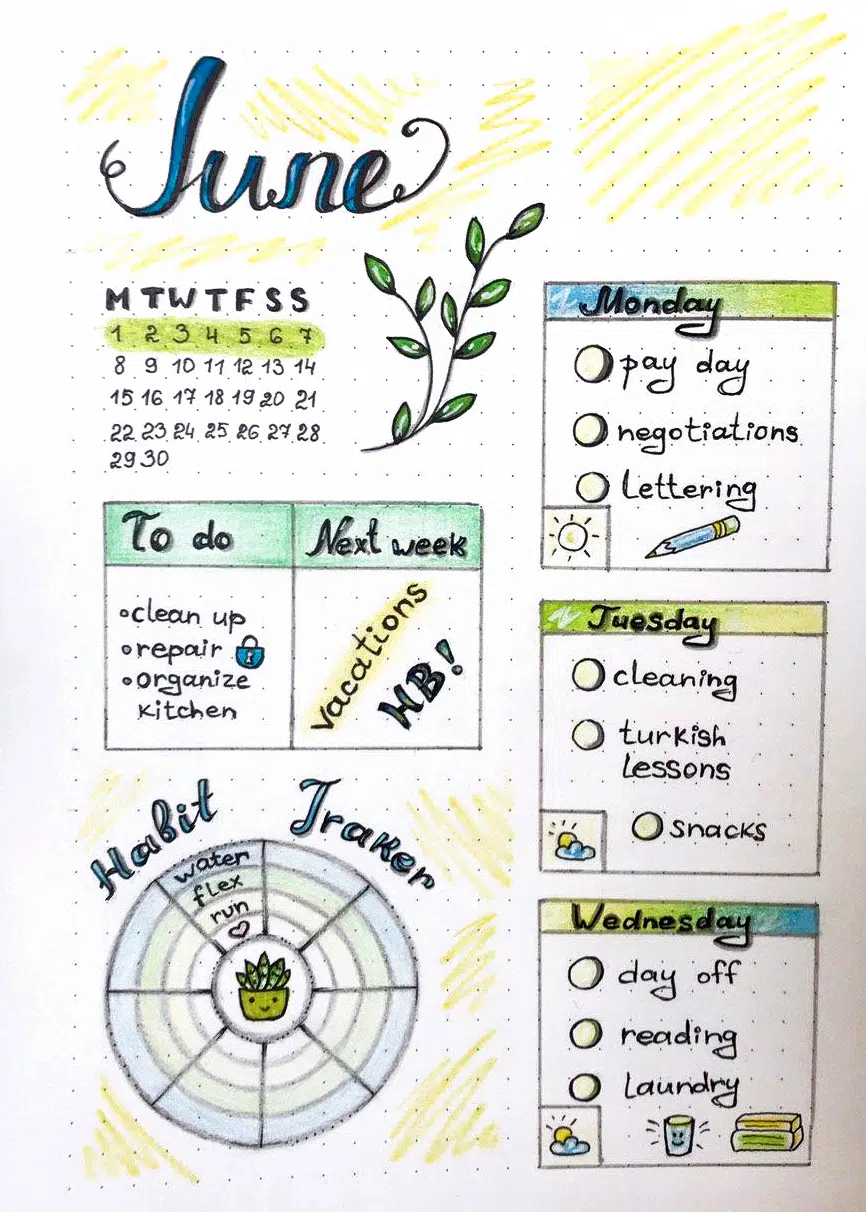 June
M T W T F S S
1 2 3 4 5 6 7
8 9 10 11 12 13 14
15 16 17 18 19 20 21
22 23 24 25 26 27 28
29 30
To do
•clean up
•repair
•organize
kitchen
Next week
vacations
HB!
Habit Traker
water
flex
run
Monday
pay day
negotiations
lettering
Tuesday
cleaning
turkish
lessons
snacks
Wednesday
day off
reading
laundry